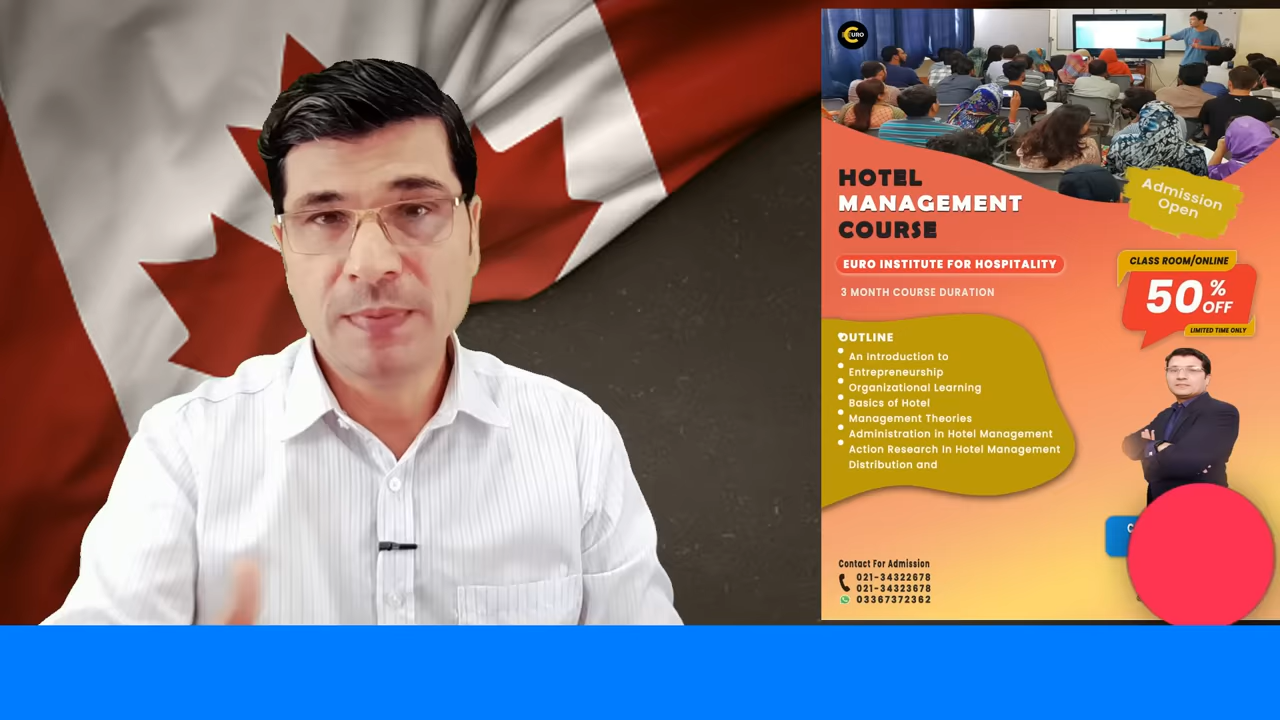 EURO
HOTEL
MANAGEMENT
COURSE
EURO INSTITUTE FOR HOSPITALITY
3 MONTH COURSE DURATION
Admission
Open
CLASS ROOM/ONLINE
50 % OFF
LIMITED TIME ONLY
OUTLINE
An Introduction to
Entrepreneurship
Organizational Learning
Basics of Hotel
Management Theories
Administration in Hotel Management
Action Research In Hotel Management
Distribution and
Contact For Admission
021-34322678
021-34323678
03367372362